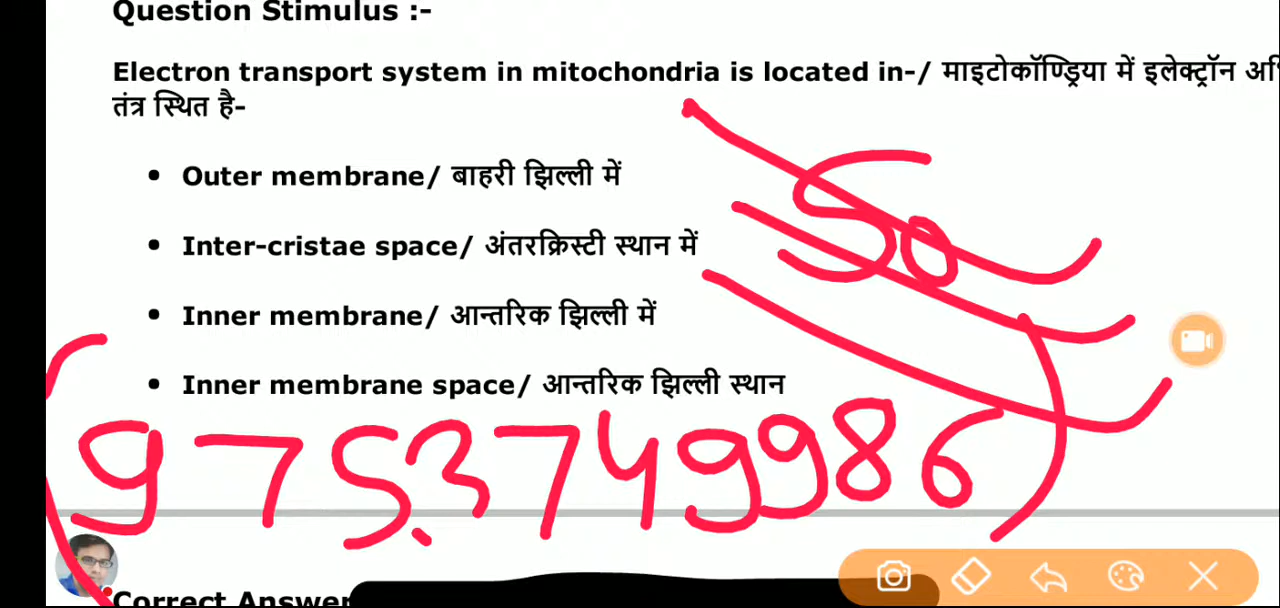 Question Stimulus :-
Electron transport system in mitochondria is located in-/ माइटोकॉण्ड्रिया में इलेक्ट्रॉन
तंत्र स्थित है-
• Outer membrane/ बाहरी झिल्ली में
50
• Inter-cristae space/ अंतरक्रिस्टी स्थान में
• Inner membrane/ आन्तरिक झिल्ली में
• Inner membrane space/ आन्तरिक झिल्ली स्थान
(9753749986)
Correct Answer